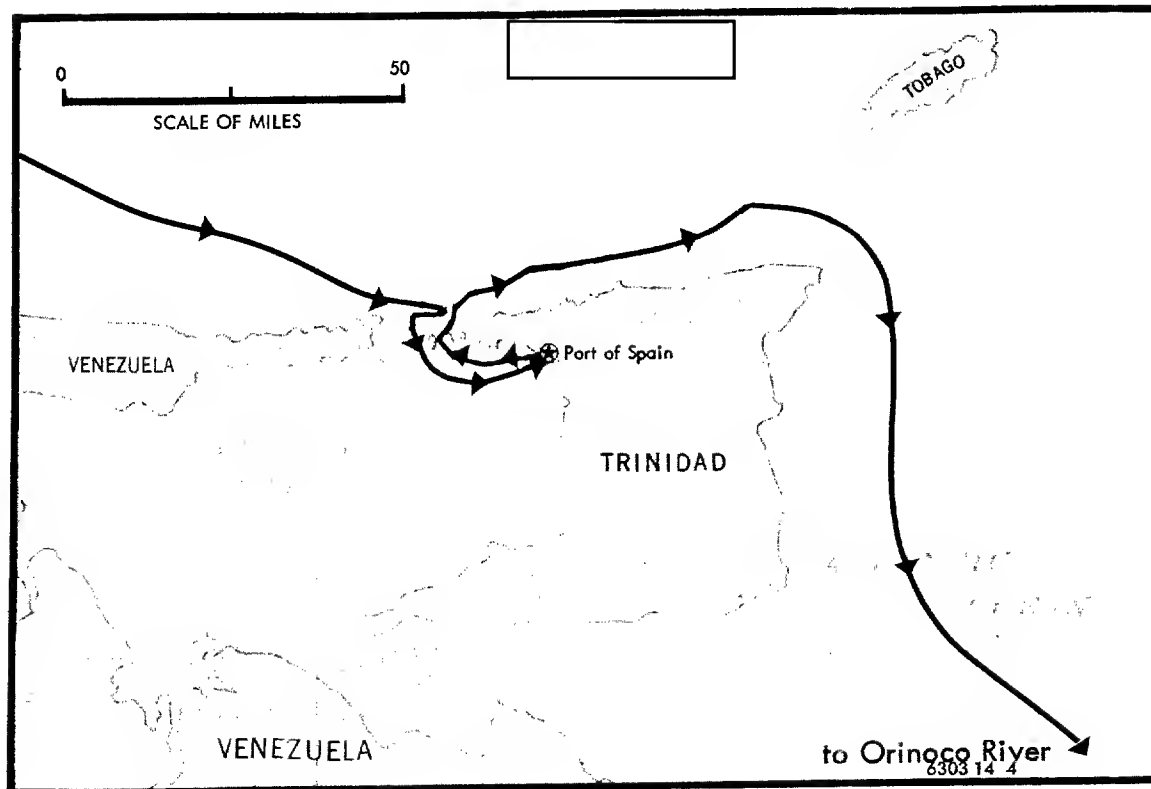 0 50
SCALE OF MILES
TOBAGO
VENEZUELA
Port of Spain
TRINIDAD
VENEZUELA
to Orinoco River
6303 14 4